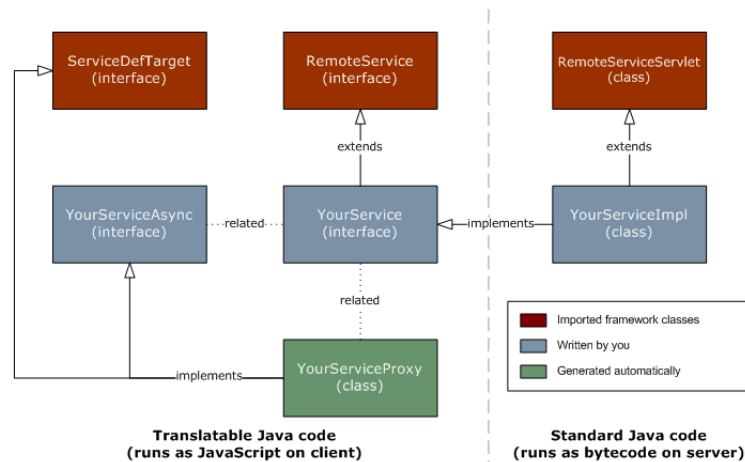 ServiceDefTarget
(interface)
RemoteService
(interface)
RemoteServiceServlet
(class)
extends
extends
YourServiceAsync
(interface)
related
YourService
(interface)
implements
YourServiceImpl
(class)
related
Imported framework classes
Written by you
Generated automatically
implements
YourServiceProxy
(class)
Translatable Java code
(runs as JavaScript on client)
Standard Java code
(runs as bytecode on server)